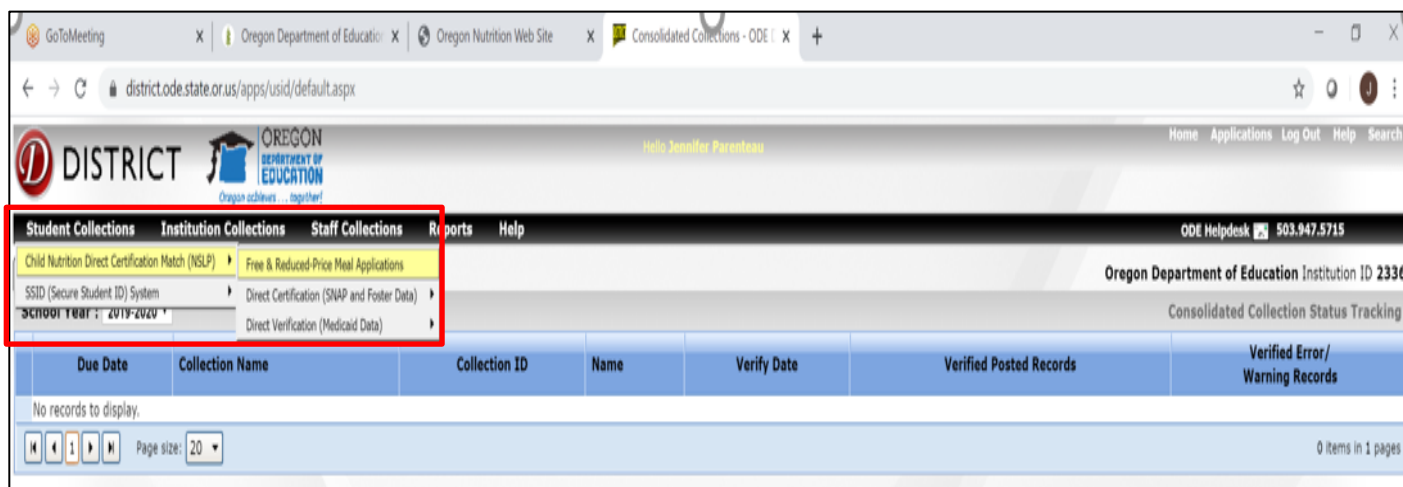 GoToMeeting X Oregon Department of Educatio X Oregon Nutrition Web Site X Consolidated Collections - ODE D X +
district.ode.state.or.us/apps/usid/default.aspx J
DISTRICT OREGON DEPARTMENT OF EDUCATION Oregon achieves . . . together! Hello Jennifer Parenteau Home Applications Log Out Help Search
Student Collections Institution Collections Staff Collections Reports Help ODE Helpdesk 503.947.5715
Child Nutrition Direct Certification Match (NSLP) Free & Reduced-Price Meal Applications
Oregon Department of Education Institution ID 2336
SSID (Secure Student ID) System Direct Certification (SNAP and Foster Data)
School Year : 2019-2020 Direct Verification (Medicaid Data) Consolidated Collection Status Tracking
Due Date Collection Name Collection ID Name Verify Date Verified Posted Records Verified Error/
Warning Records
No records to display.
1 Page size: 20 0 items in 1 pages